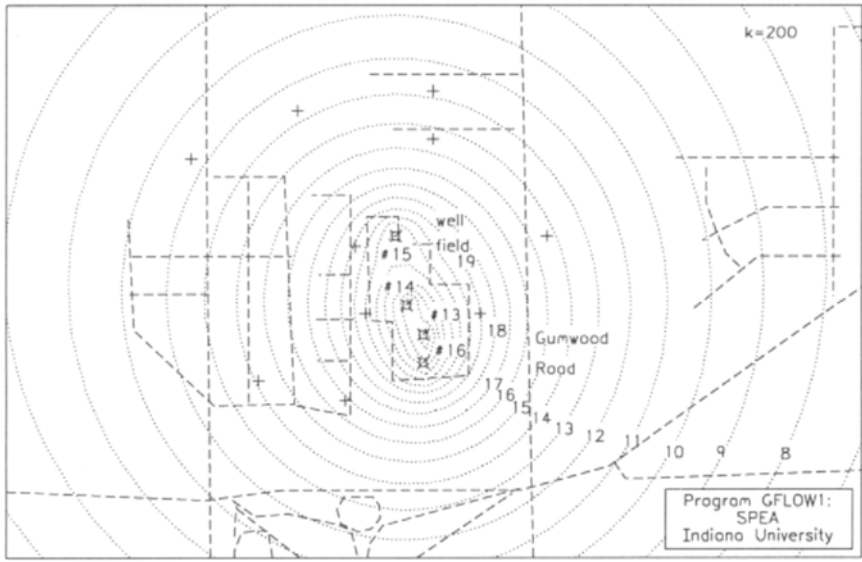 k=200
well
field
#15
19
#14
#13
18
#16
Gumwood
Road
17
16
15
14
13
12
11
10
9
8
Program GFLOW1:
SPEA
Indiana University